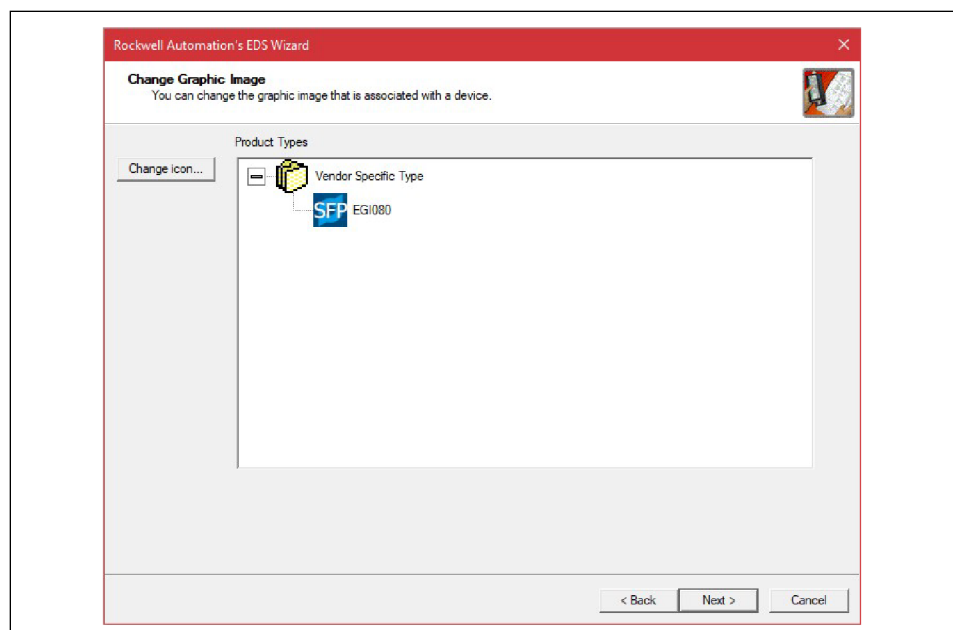 Rockwell Automation's EDS Wizard
Change Graphic Image
You can change the graphic image that is associated with a device.
Product Types
Change icon...
Vendor Specific Type
SFP EGI080
< Back Next > Cancel